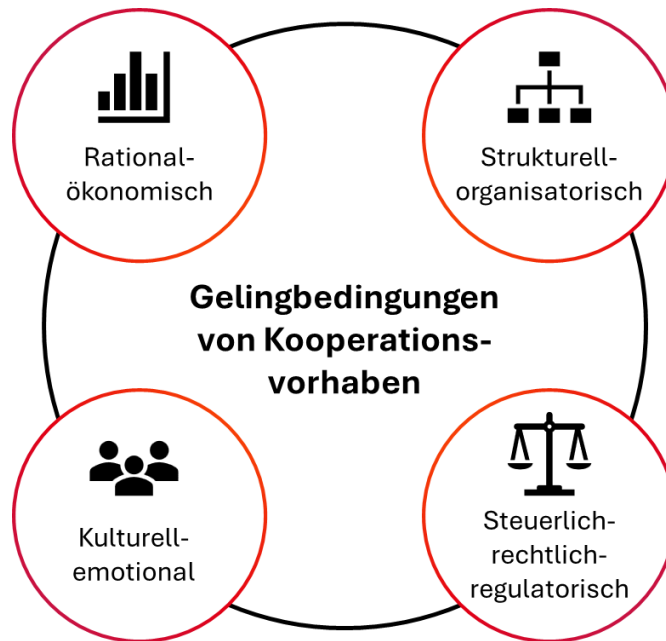 Rational-
ökonomisch
Strukturell-
organisatorisch
Gelingbedingungen
von Kooperations-
vorhaben
Kulturell-
emotional
Steuerlich-
rechtlich-
regulatorisch